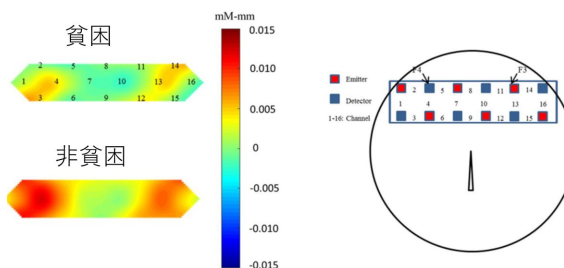 貧困
2 5 8 11 14
1 4 7 10 13 16
3 6 9 12 15
非貧困
mM-mm
0.015
0.010
0.005
0
-0.005
-0.010
-0.015
F4 F3
Emitter
Detector
1-16: Channel
2 5 8 11 14
1 4 7 10 13 16
3 6 9 12 15